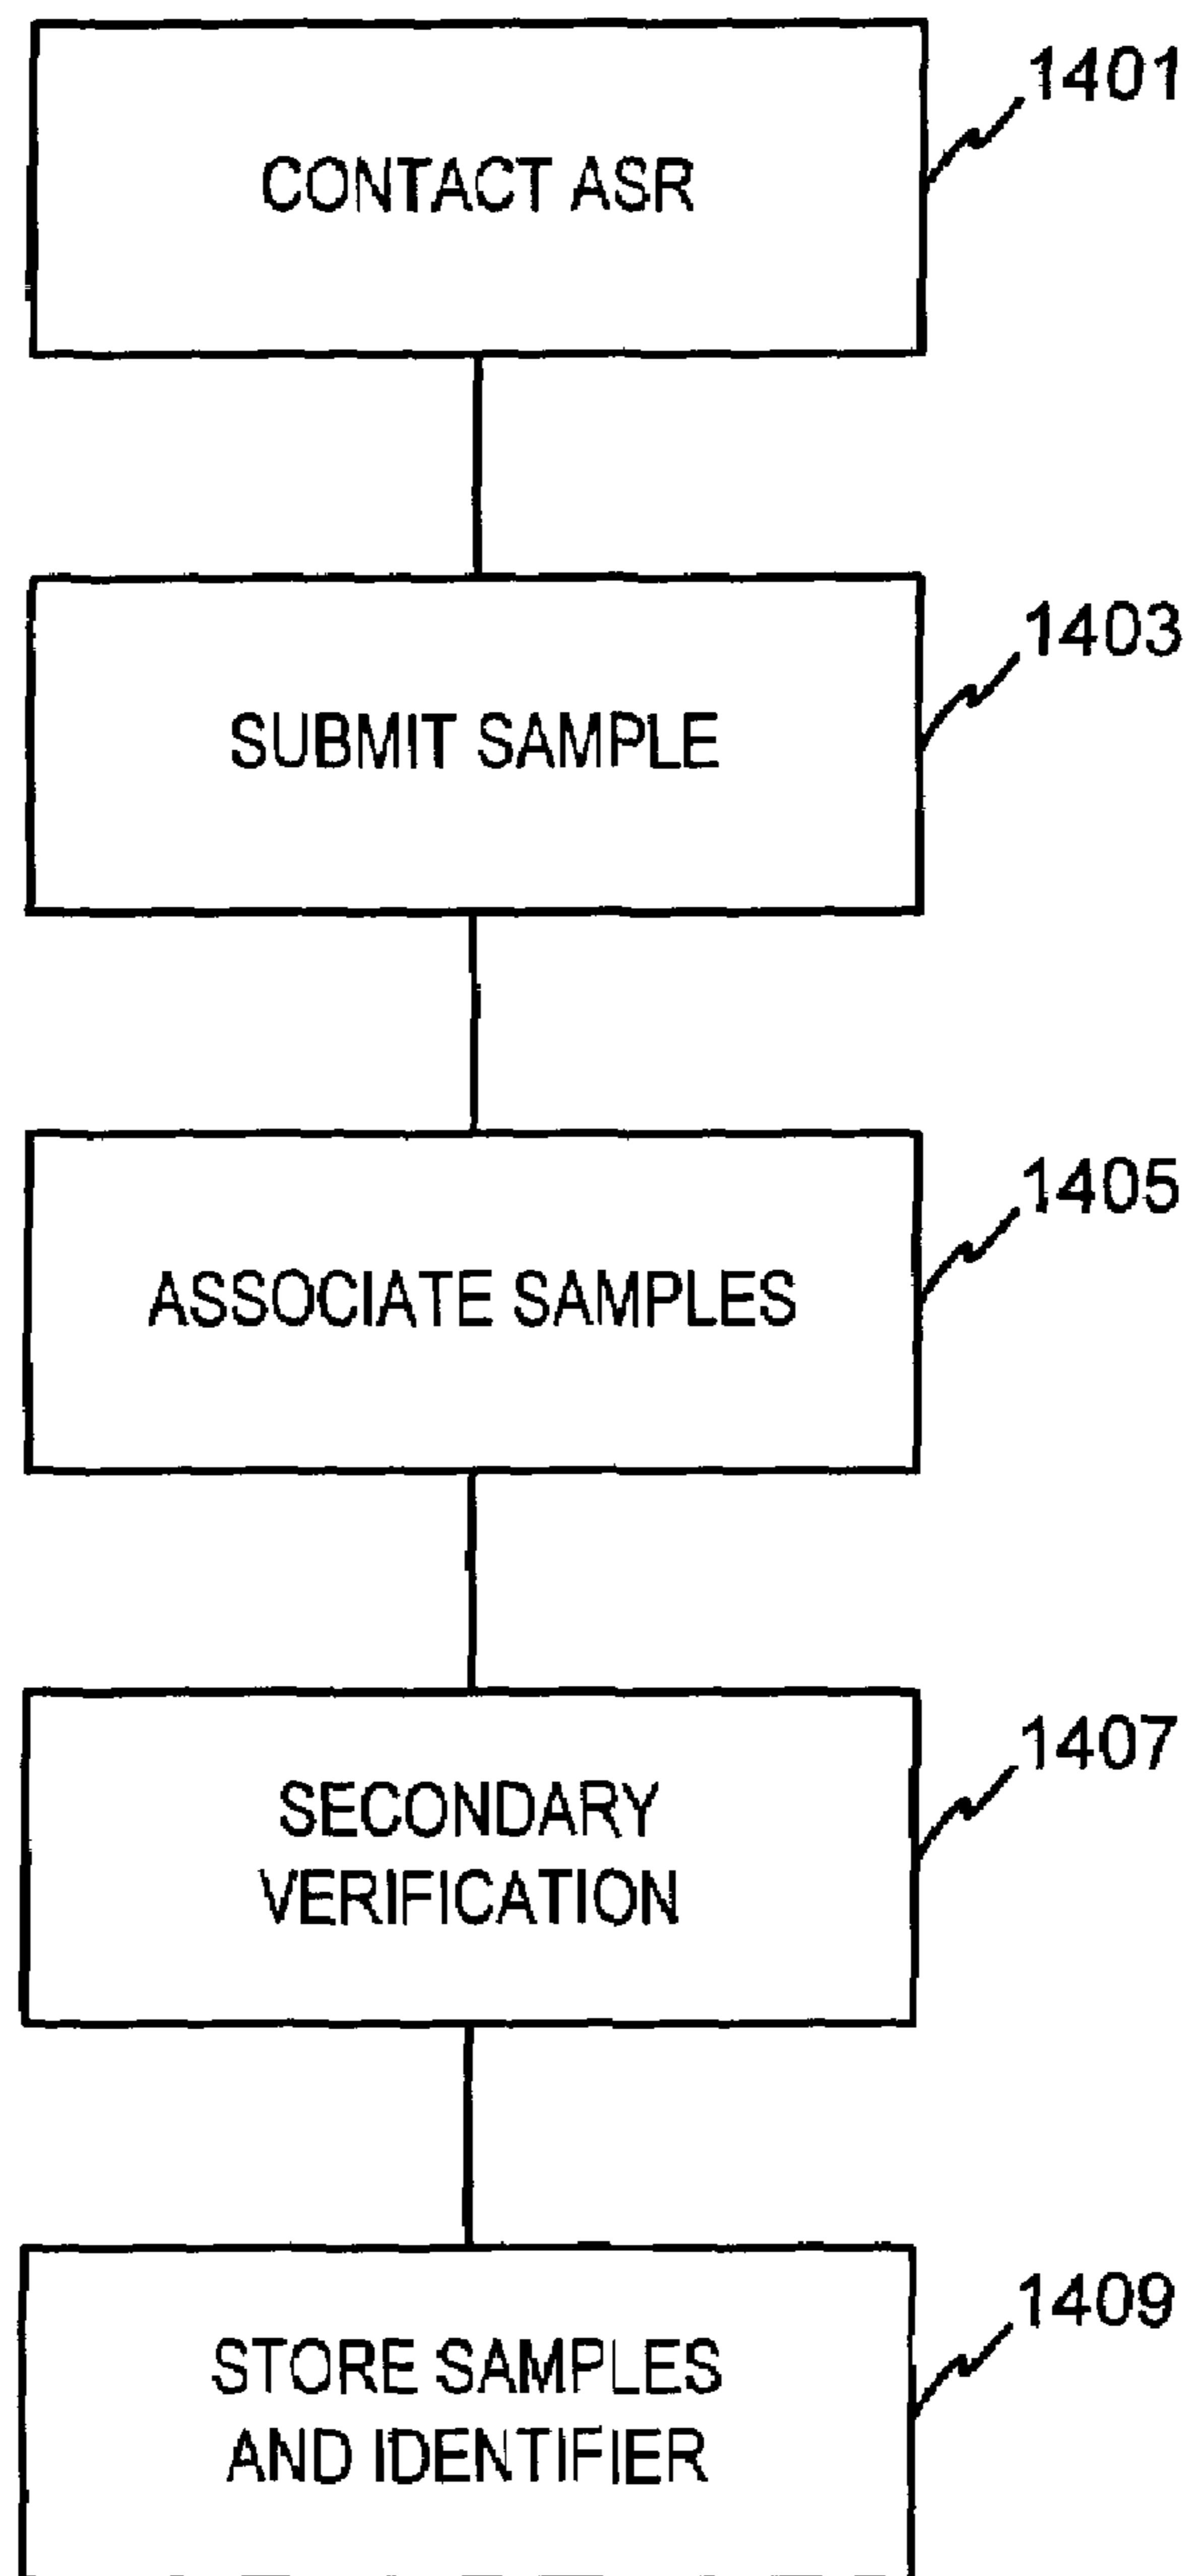 CONTACT ASR
1401
SUBMIT SAMPLE
1403
ASSOCIATE SAMPLES
1405
SECONDARY
VERIFICATION
1407
STORE SAMPLES
AND IDENTIFIER
1409